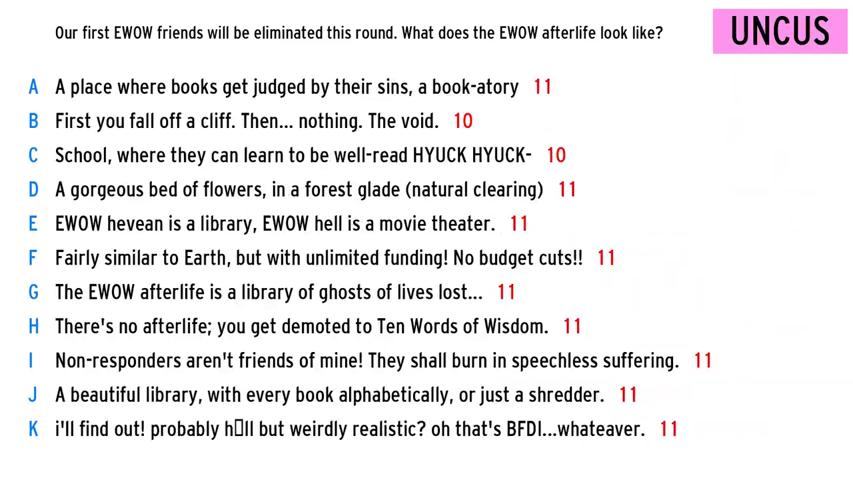 Our first EWOW friends will be eliminated this round. What does the EWOW afterlife look like?
UNCUS
A A place where books get judged by their sins, a book-atory 11
B First you fall off a cliff. Then... nothing. The void. 10
C School, where they can learn to be well-read HYUCK HYUCK- 10
D A gorgeous bed of flowers, in a forest glade (natural clearing) 11
E EWOW hevean is a library, EWOW hell is a movie theater. 11
F Fairly similar to Earth, but with unlimited funding! No budget cuts!! 11
G The EWOW afterlife is a library of ghosts of lives lost... 11
H There's no afterlife; you get demoted to Ten Words of Wisdom. 11
I Non-responders aren't friends of mine! They shall burn in speechless suffering. 11
J A beautiful library, with every book alphabetically, or just a shredder. 11
K i'll find out! probably h▯ll but weirdly realistic? oh that's BFDI...whateaver. 11